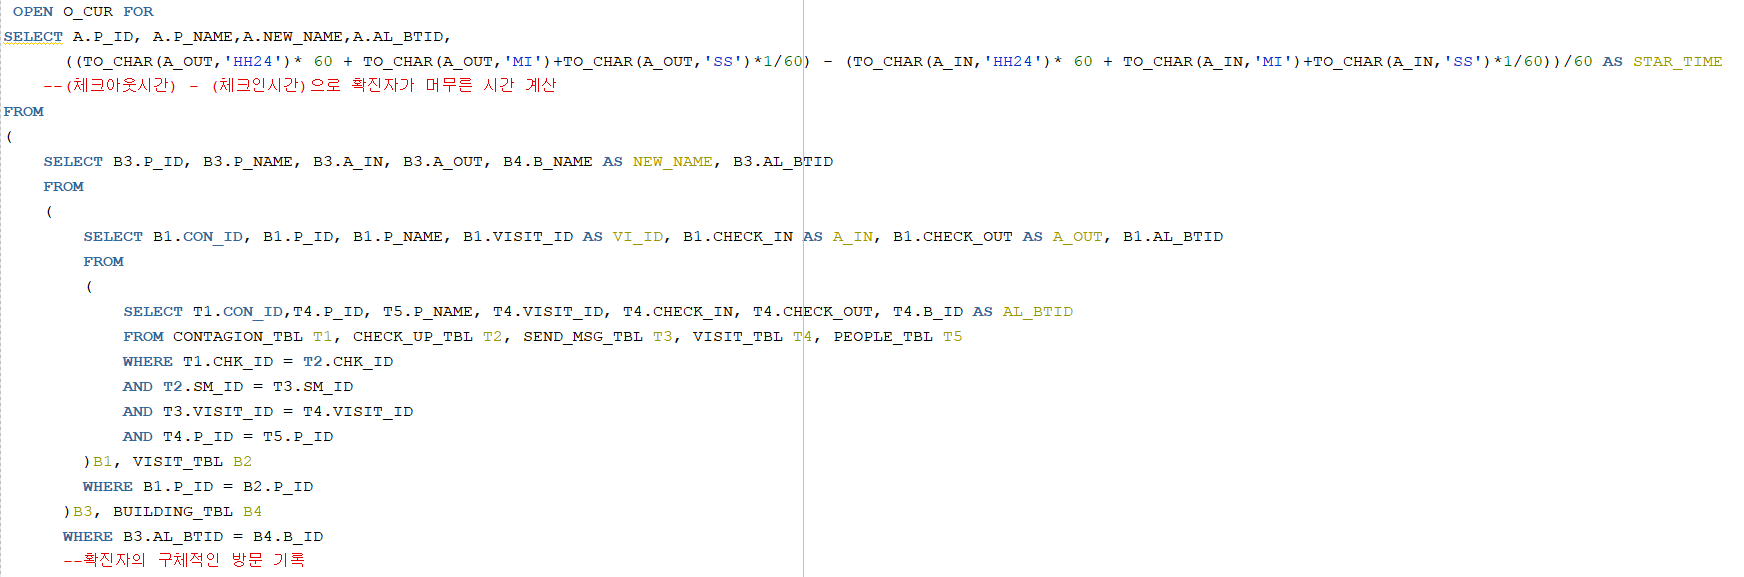 OPEN O_CUR FOR
SELECT A.P_ID, A.P_NAME,A.NEW_NAME,A.AL_BTID,
((TO_CHAR(A_OUT,'HH24')* 60 + TO_CHAR(A_OUT,'MI')+TO_CHAR(A_OUT,'SS')*1/60) - (TO_CHAR(A_IN,'HH24')* 60 + TO_CHAR(A_IN,'MI')+TO_CHAR(A_IN,'SS')*1/60))/60 AS STAR_TIME
--(체크아웃시간) - (체크인시간)으로 확진자가 머무른 시간 계산
FROM
(
SELECT B3.P_ID, B3.P_NAME, B3.A_IN, B3.A_OUT, B4.B_NAME AS NEW_NAME, B3.AL_BTID
FROM
(
SELECT B1.CON_ID, B1.P_ID, B1.P_NAME, B1.VISIT_ID AS VI_ID, B1.CHECK_IN AS A_IN, B1.CHECK_OUT AS A_OUT, B1.AL_BTID
FROM
(
SELECT T1.CON_ID,T4.P_ID, T5.P_NAME, T4.VISIT_ID, T4.CHECK_IN, T4.CHECK_OUT, T4.B_ID AS AL_BTID
FROM CONTAGION_TBL T1, CHECK_UP_TBL T2, SEND_MSG_TBL T3, VISIT_TBL T4, PEOPLE_TBL T5
WHERE T1.CHK_ID = T2.CHK_ID
AND T2.SM_ID = T3.SM_ID
AND T3.VISIT_ID = T4.VISIT_ID
AND T4.P_ID = T5.P_ID
)B1, VISIT_TBL B2
WHERE B1.P_ID = B2.P_ID
)B3, BUILDING_TBL B4
WHERE B3.AL_BTID = B4.B_ID
--확진자의 구체적인 방문 기록